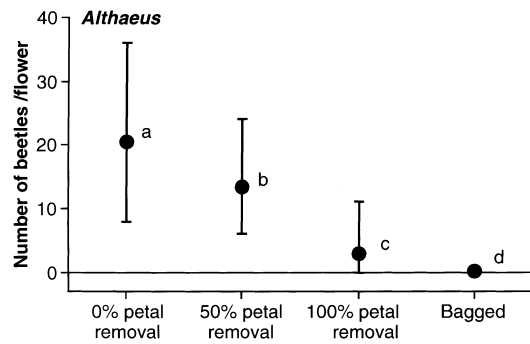 Althaeus
Number of beetles /flower
40
30
20
10
0
a
b
c
d
0% petal
removal
50% petal
removal
100% petal
removal
Bagged